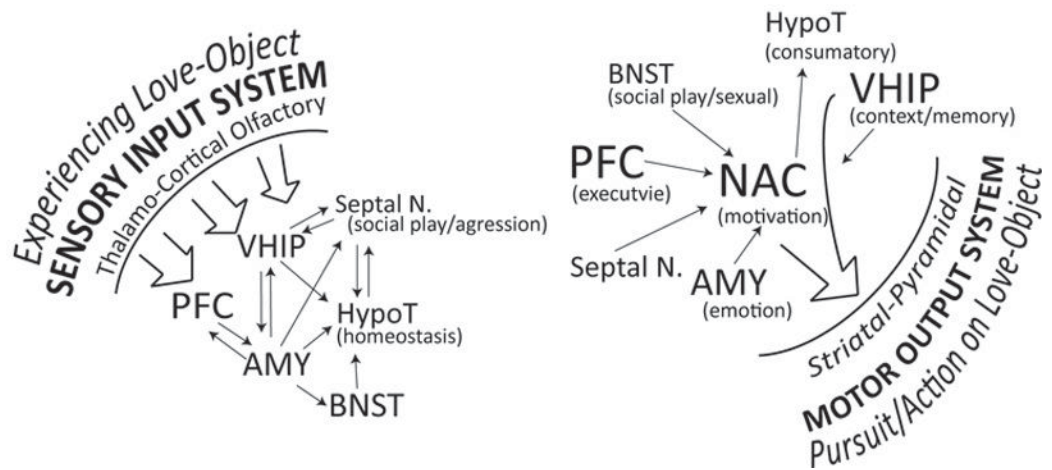 Experiencing Love-Object
SENSORY INPUT SYSTEM
Thalamo-Cortical Olfactory
Septal N.
(social play/agression)
VHIP
PFC
HypoT
(homeostasis)
AMY
BNST
HypoT
(consumatory)
BNST
(social play/sexual)
VHIP
(context/memory)
PFC
(executvie)
NAC
(motivation)
Septal N.
AMY
(emotion)
Striatal-Pyramidal
MOTOR OUTPUT SYSTEM
Pursuit/Action on Love-Object